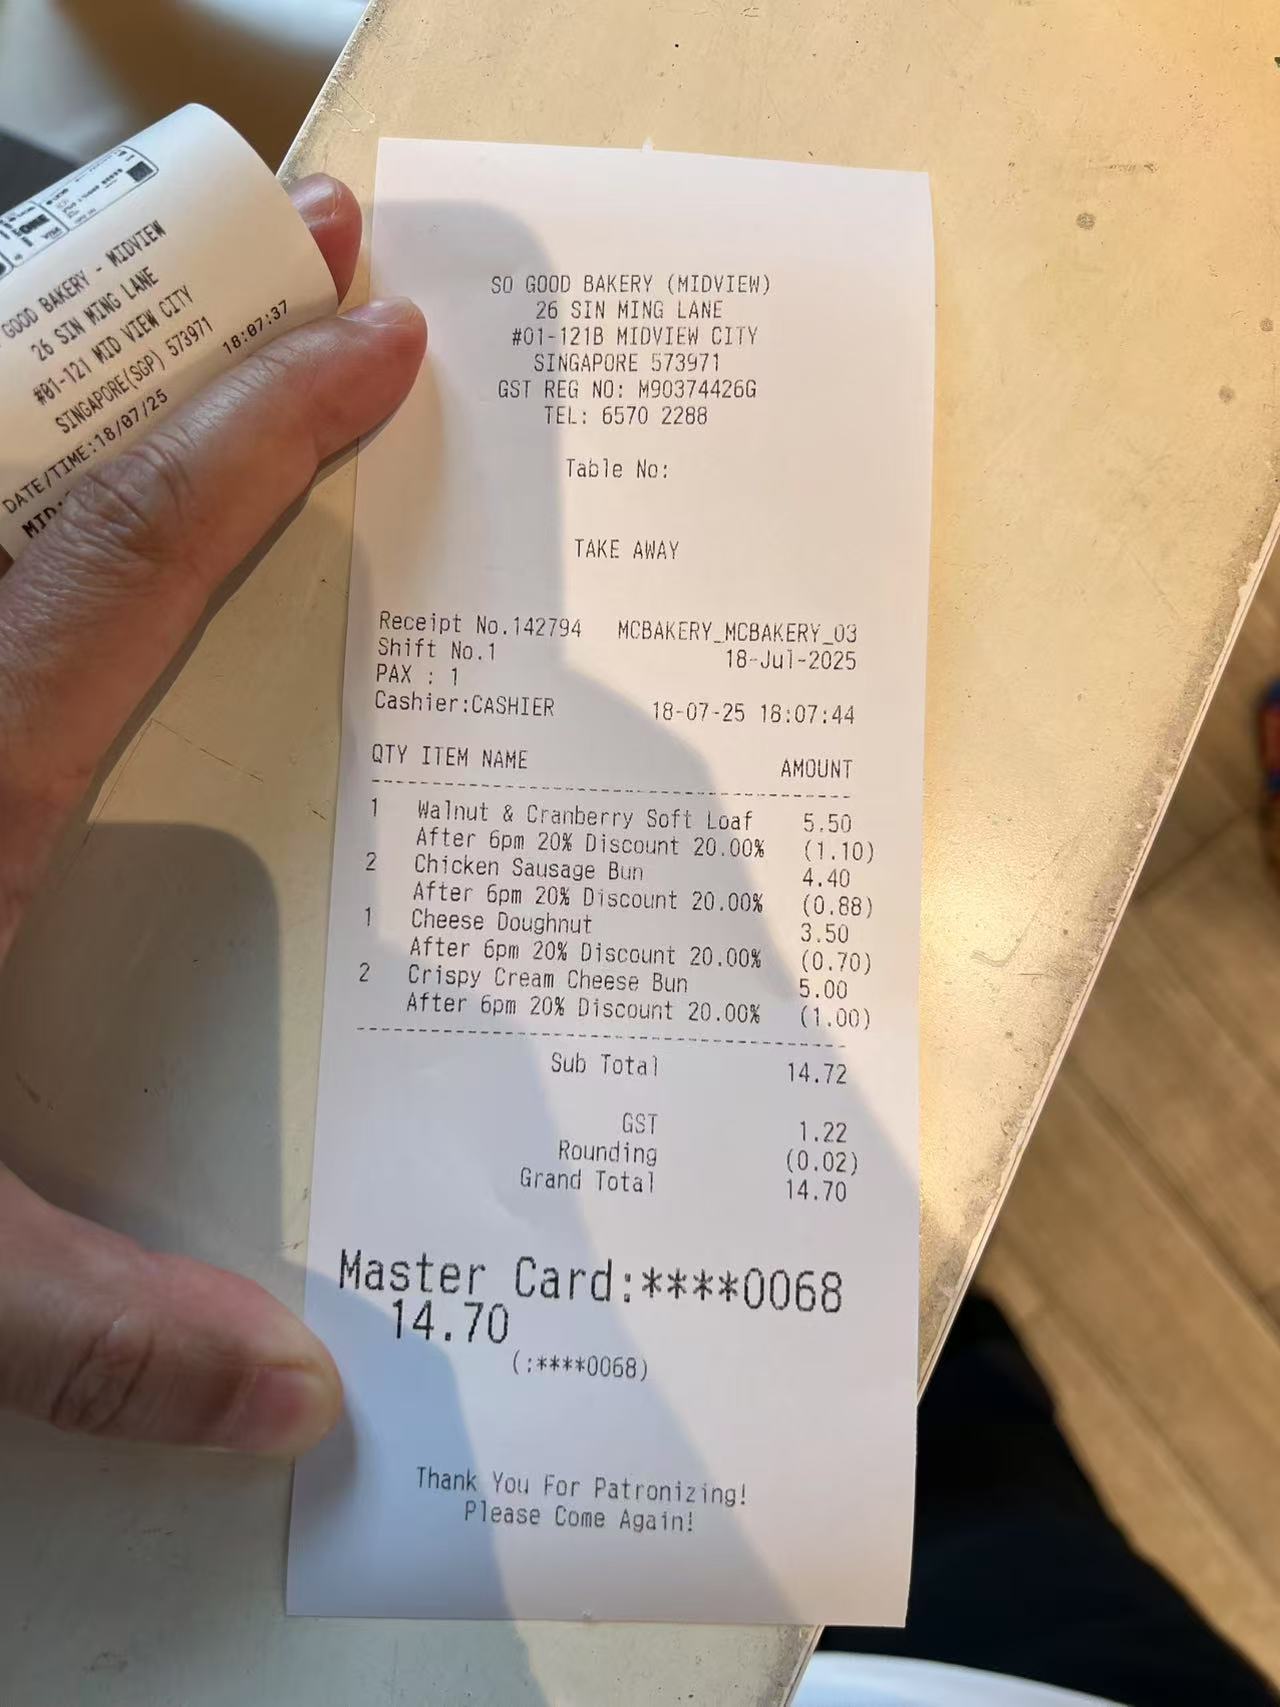 GOOD BAKERY - MIDVIEW
26 SIN MING LANE
#01-121 MID VIEW CITY
SINGAPORE(SGP) 573971
DATE/TIME:18/07/25 18:07:37
MID:
SO GOOD BAKERY (MIDVIEW)
26 SIN MING LANE
#01-121B MIDVIEW CITY
SINGAPORE 573971
GST REG NO: M90374426G
TEL: 6570 2288
Table No:
TAKE AWAY
Receipt No.142794 MCBAKERY_MCBAKERY_03
Shift No.1 18-Jul-2025
PAX : 1
Cashier:CASHIER 18-07-25 18:07:44
QTY ITEM NAME AMOUNT
1 Walnut & Cranberry Soft Loaf 5.50
After 6pm 20% Discount 20.00% (1.10)
2 Chicken Sausage Bun 4.40
After 6pm 20% Discount 20.00% (0.88)
1 Cheese Doughnut 3.50
After 6pm 20% Discount 20.00% (0.70)
2 Crispy Cream Cheese Bun 5.00
After 6pm 20% Discount 20.00% (1.00)
Sub Total 14.72
GST 1.22
Rounding (0.02)
Grand Total 14.70
Master Card:****0068
14.70
(:****0068)
Thank You For Patronizing!
Please Come Again!